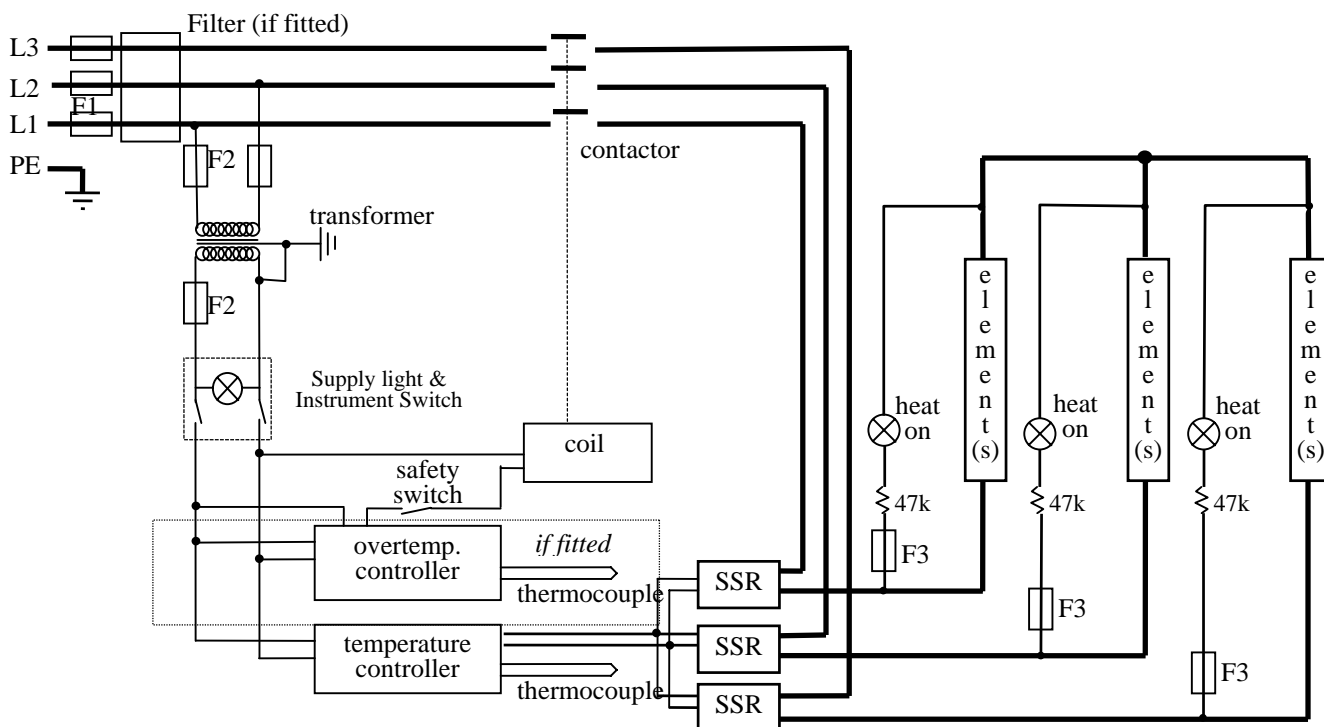 Filter (if fitted)
L3
L2
F1
L1
contactor
PE
F2
transformer
F2
Supply light &
Instrument Switch
coil
safety
switch
overtemp.
controller
if fitted
thermocouple
temperature
controller
thermocouple
SSR
SSR
SSR
heat
on
47k
F3
element(s)
heat
on
47k
F3
element(s)
heat
on
47k
F3
element(s)